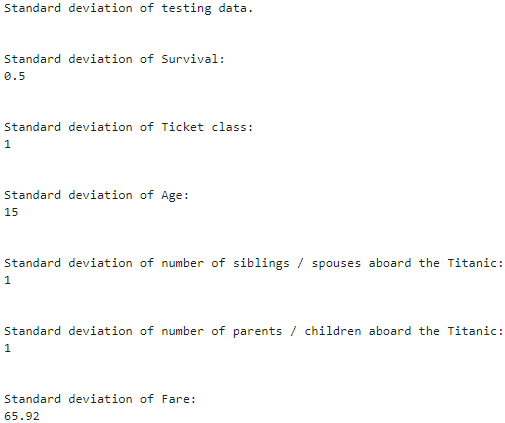 Standard deviation of testing data.
Standard deviation of Survival:
0.5
Standard deviation of Ticket class:
1
Standard deviation of Age:
15
Standard deviation of number of siblings / spouses aboard the Titanic:
1
Standard deviation of number of parents / children aboard the Titanic:
1
Standard deviation of Fare:
65.92